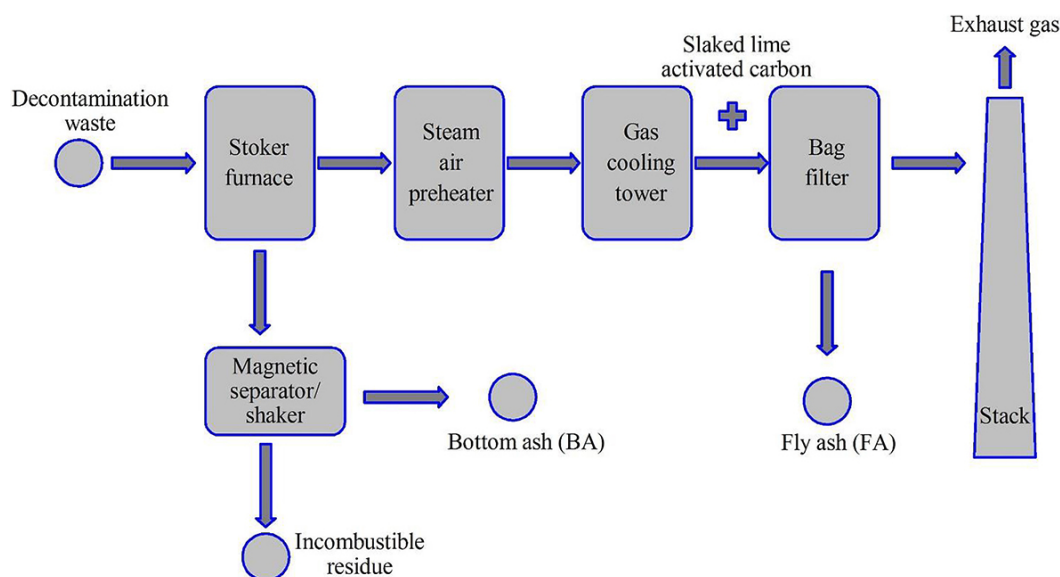 Exhaust gas
Slaked lime
activated carbon
Decontamination
waste
Stoker
furnace
Steam
air
preheater
Gas
cooling
tower
Bag
filter
Magnetic
separator/
shaker
Bottom ash (BA)
Fly ash (FA)
Stack
Incombustible
residue